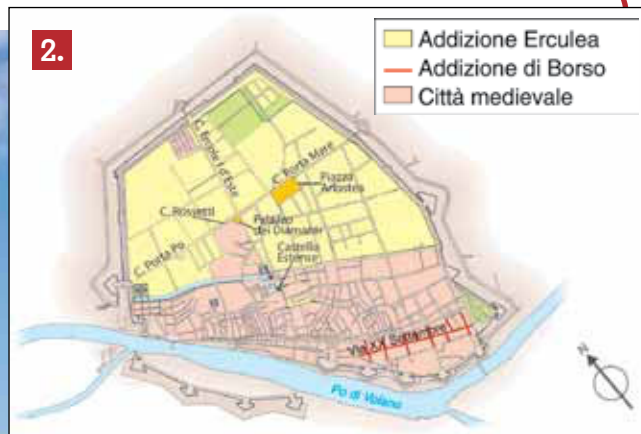 2.
Addizione Erculea
Addizione di Borso
Città medievale
C. Ercole I d'Este
C. Porta Mare
Piazza
Ariostea
C. Rossetti
Palazzo
dei Diamanti
Castello
Estense
C. Porta Po
Via XX Settembre
Po di Volano
N